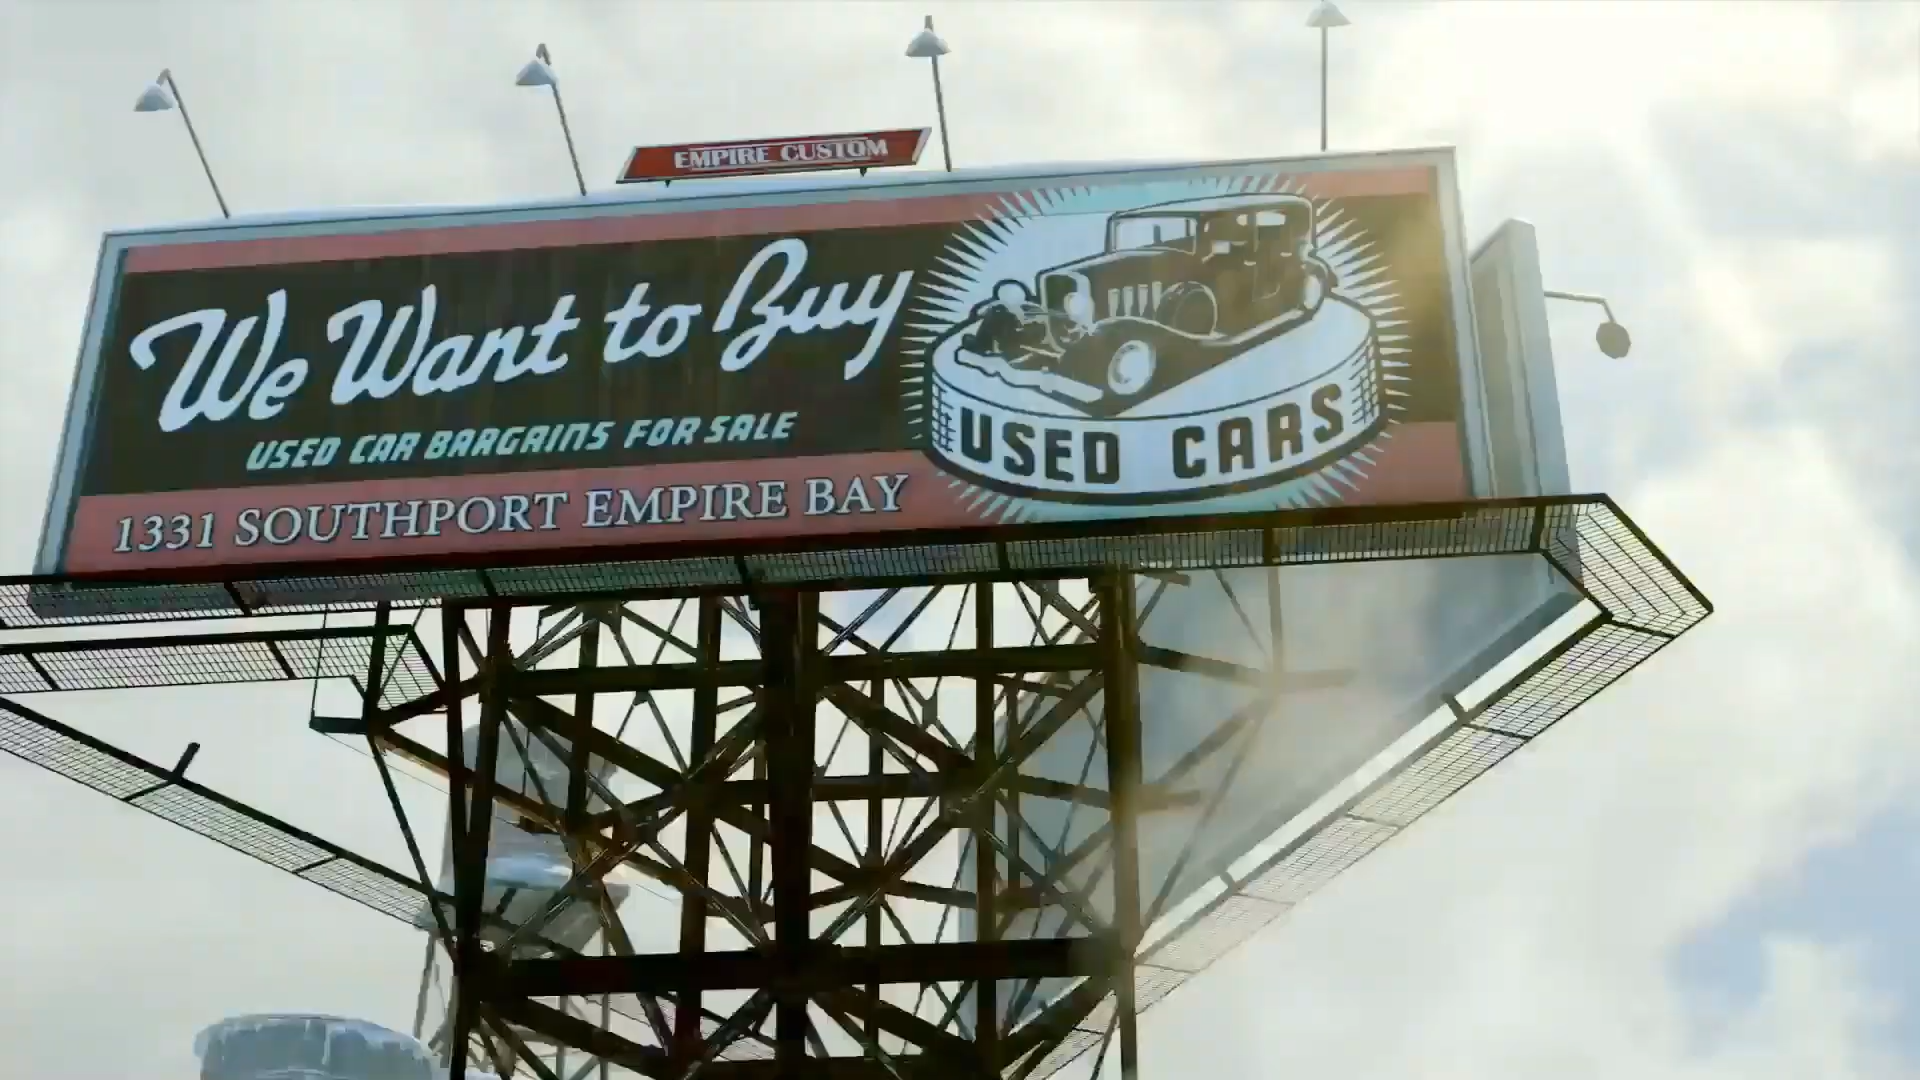 EMPIRE CUSTOM
We Want to Buy
USED CAR BARGAINS FOR SALE
1331 SOUTHPORT EMPIRE BAY
USED CARS